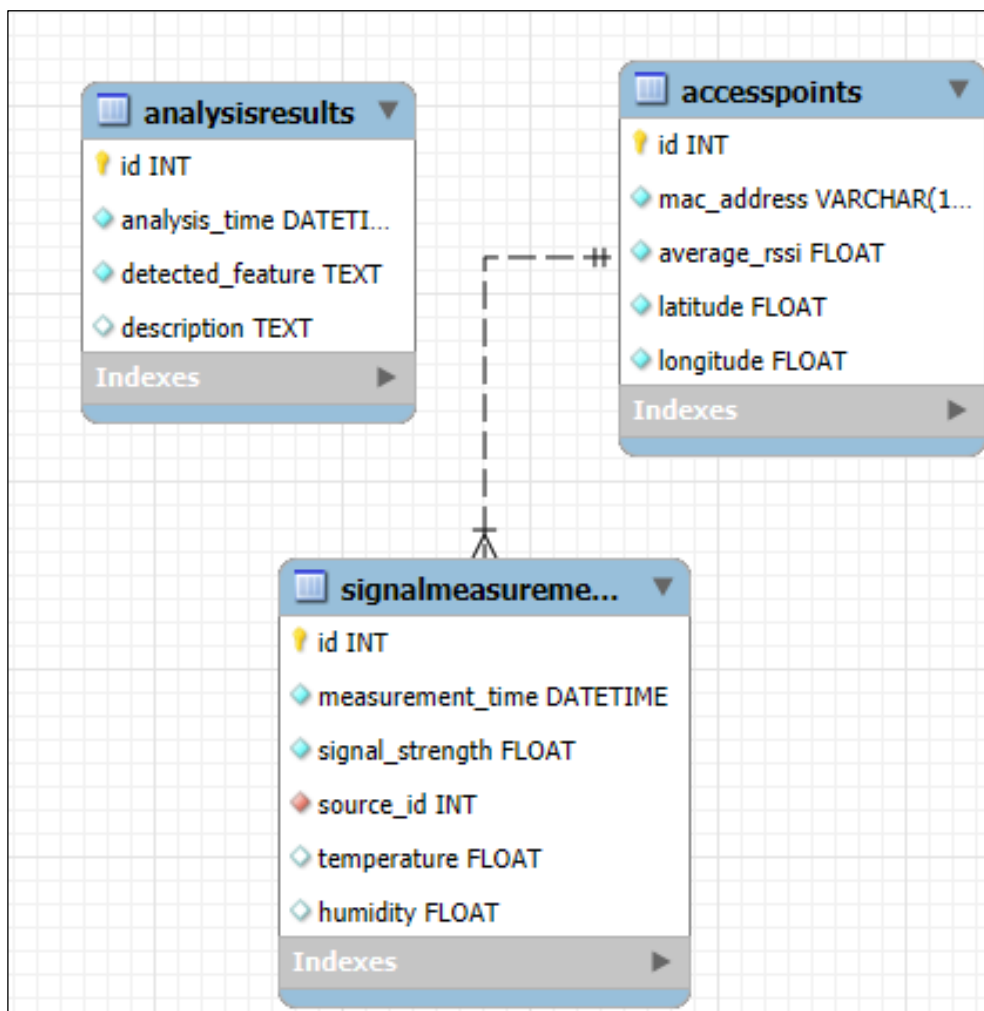 analysisresults
id INT
analysis_time DATETI...
detected_feature TEXT
description TEXT
Indexes
accesspoints
id INT
mac_address VARCHAR(1...
average_rssi FLOAT
latitude FLOAT
longitude FLOAT
Indexes
signalmeasureme...
id INT
measurement_time DATETIME
signal_strength FLOAT
source_id INT
temperature FLOAT
humidity FLOAT
Indexes